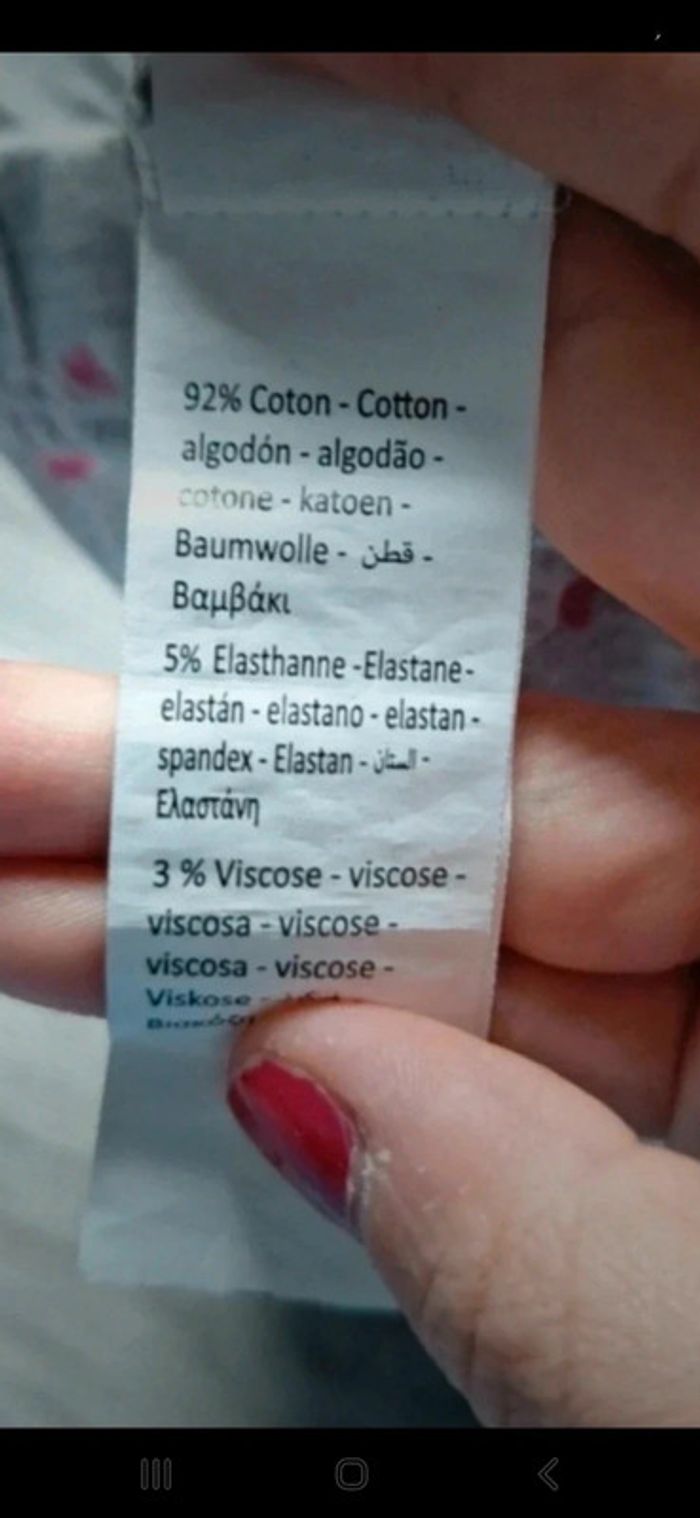 92% Coton - Cotton -
algodón - algodão -
cotone - katoen -
Baumwolle - قطن -
Βαμβάκι
5% Elasthanne -Elastane-
elastán - elastano - elastan -
spandex - Elastan - الستان -
Ελαστάνη
3 % Viscose - viscose -
viscosa - viscose -
viscosa - viscose -
Viskose -